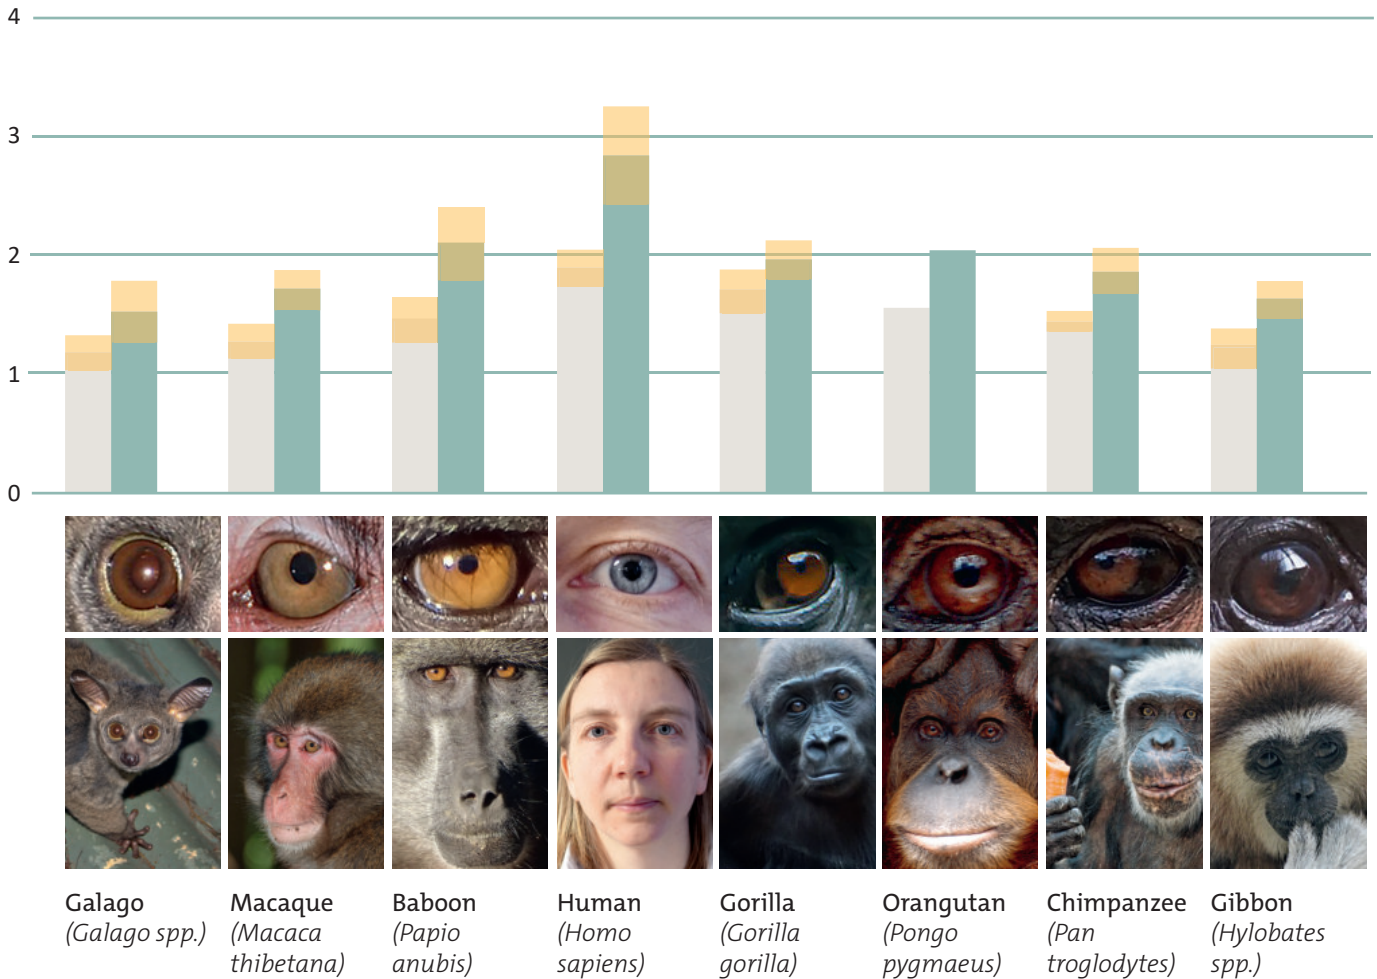 4
3
2
1
0
Galago
(Galago spp.)
Macaque
(Macaca
thibetana)
Baboon
(Papio
anubis)
Human
(Homo
sapiens)
Gorilla
(Gorilla
gorilla)
Orangutan
(Pongo
pygmaeus)
Chimpanzee
(Pan
troglodytes)
Gibbon
(Hylobates
spp.)